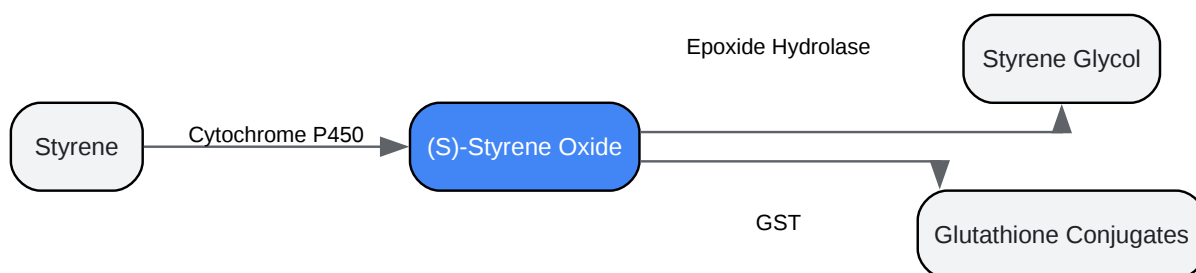 Epoxide Hydrolase
Styrene Glycol
Styrene
Cytochrome P450
(S)-Styrene Oxide
GST
Glutathione Conjugates